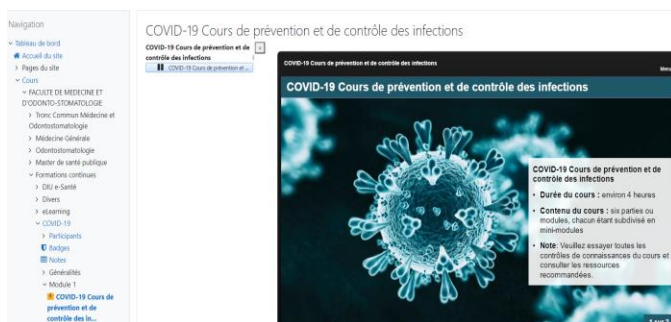 Navigation
Tableau de bord
Accueil du site
Pages du site
Cours
FACULTE DE MEDECINE ET
D'ODONTO-STOMATOLOGIE
Tronc Commun Médecine et
Odontostomatologie
Médecine Générale
Odontostomatologie
Master de santé publique
Formations continues
DIU e-Santé
Divers
eLearning
COVID-19
Participants
Badges
Notes
Généralités
Module 1
COVID-19 Cours de
prévention et de
contrôle des in...
COVID-19 Cours de prévention et de contrôle des infections
COVID-19 Cours de prévention et de
contrôle des infections
COVID-19 Cours de prévention et ...
COVID-19 Cours de prévention et de contrôle des infections
Menu
COVID-19 Cours de prévention et de contrôle des infections
COVID-19 Cours de prévention et de
contrôle des infections
• Durée du cours : environ 4 heures
• Contenu du cours : six parties ou
modules, chacun étant subdivisé en
mini-modules
• Note: Veuillez essayer toutes les
contrôles de connaissances du cours et
consulter les ressources
recommandées.